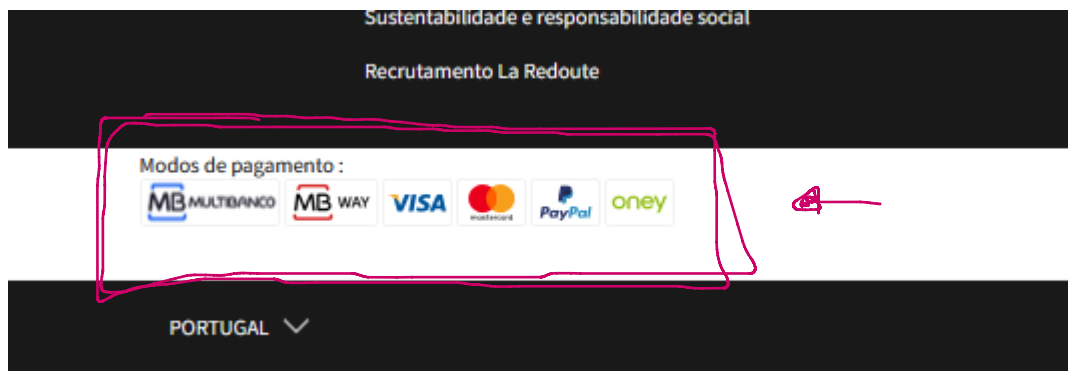 Sustentabilidade e responsabilidade social
Recrutamento La Redoute
Modos de pagamento :
MB MULTIBANCO MB WAY VISA mastercard PayPal oney
PORTUGAL